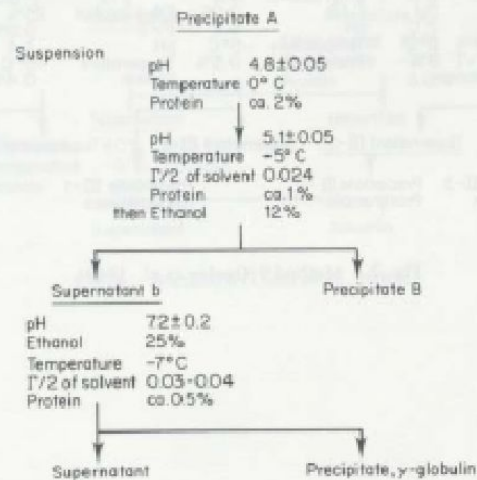 Precipitate A
Suspension
pH 4.8±0.05
Temperature 0° C
Protein ca. 2%
pH 5.1±0.05
Temperature -5° C
Γ/2 of solvent 0.024
Protein ca.1%
then Ethanol 12%
Supernatant b Precipitate B
pH 7.2±0.2
Ethanol 25%
Temperature -7°C
Γ/2 of solvent 0.03-0.04
Protein ca.0.5%
Supernatant Precipitate, γ-globulin